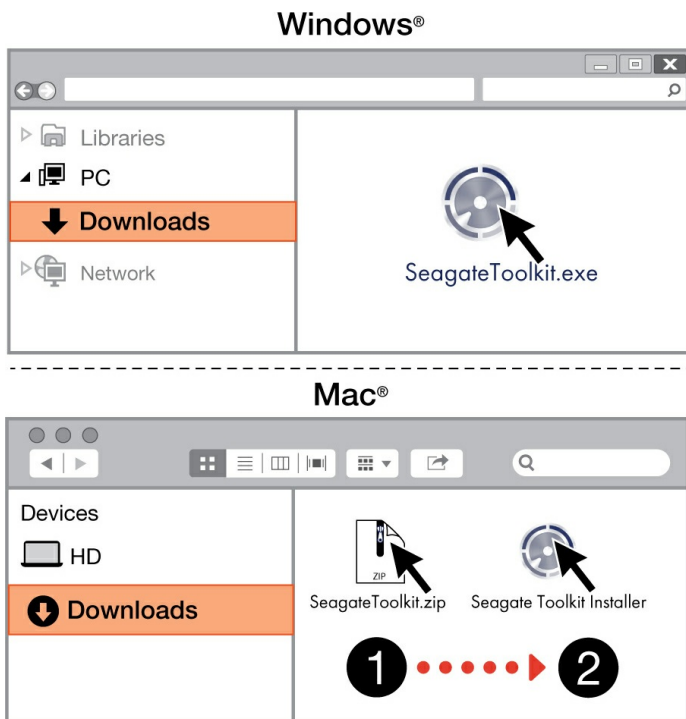 Windows®
Libraries
PC
Downloads
Network
SeagateToolkit.exe
Mac®
Devices
HD
Downloads
ZIP
SeagateToolkit.zip
Seagate Toolkit Installer
1
2